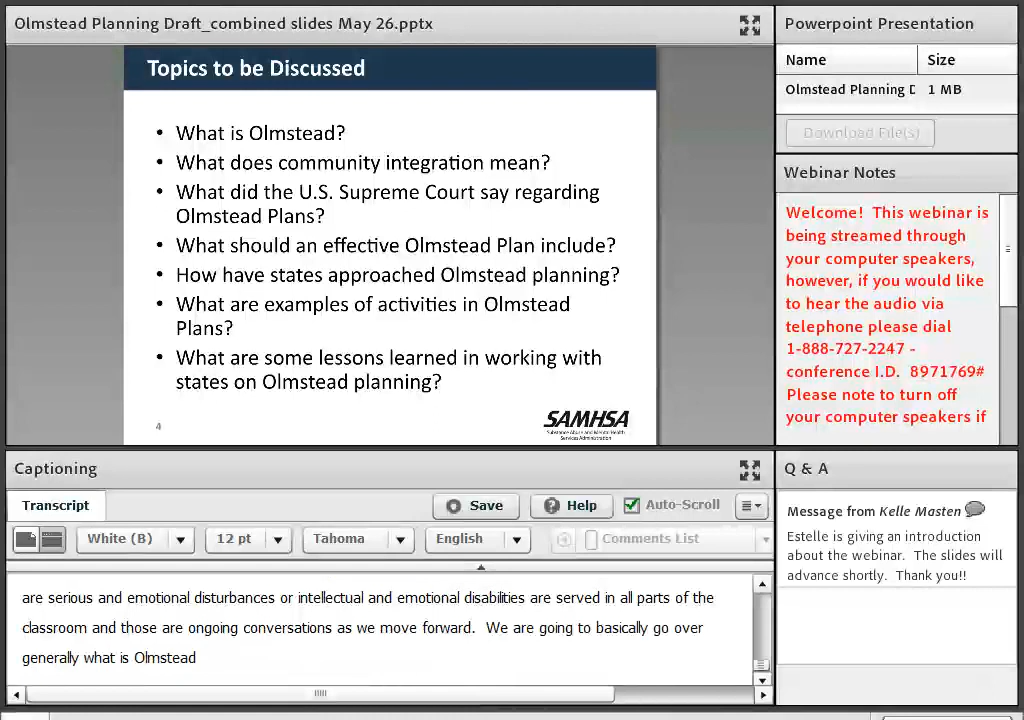 Olmstead Planning Draft_combined slides May 26.pptx
Topics to be Discussed
• What is Olmstead?
• What does community integration mean?
• What did the U.S. Supreme Court say regarding
Olmstead Plans?
• What should an effective Olmstead Plan include?
• How have states approached Olmstead planning?
• What are examples of activities in Olmstead
Plans?
• What are some lessons learned in working with
states on Olmstead planning?
4
SAMHSA
Substance Abuse and Mental Health
Services Administration
Powerpoint Presentation
Name Size
Olmstead Planning D 1 MB
Download File(s)
Webinar Notes
Welcome! This webinar is
being streamed through
your computer speakers,
however, if you would like
to hear the audio via
telephone please dial
1-888-727-2247 -
conference I.D. 8971769#
Please note to turn off
your computer speakers if
Captioning
Transcript Save Help Auto-Scroll
White (B) 12 pt Tahoma English Comments List
are serious and emotional disturbances or intellectual and emotional disabilities are served in all parts of the
classroom and those are ongoing conversations as we move forward. We are going to basically go over
generally what is Olmstead
Q & A
Message from Kelle Masten
Estelle is giving an introduction
about the webinar. The slides will
advance shortly. Thank you!!